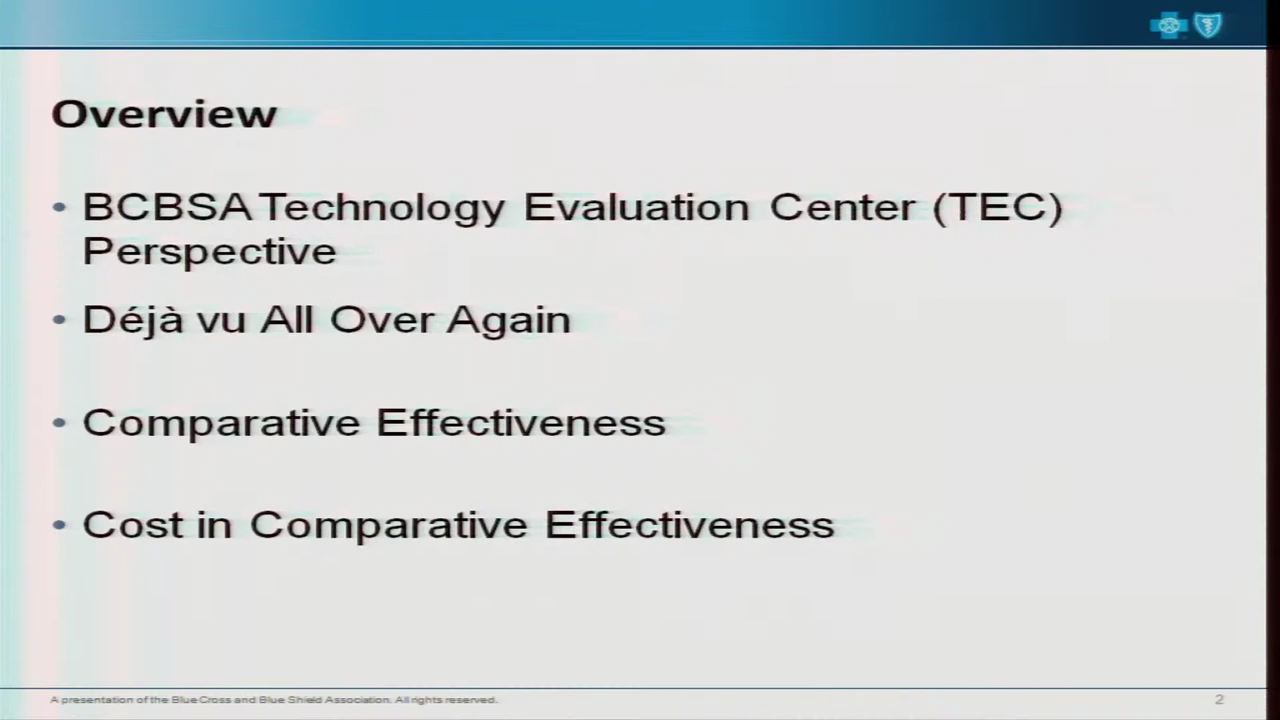 Overview
• BCBSA Technology Evaluation Center (TEC)
Perspective
• Déjà vu All Over Again
• Comparative Effectiveness
• Cost in Comparative Effectiveness
A presentation of the Blue Cross and Blue Shield Association. All rights reserved.
2